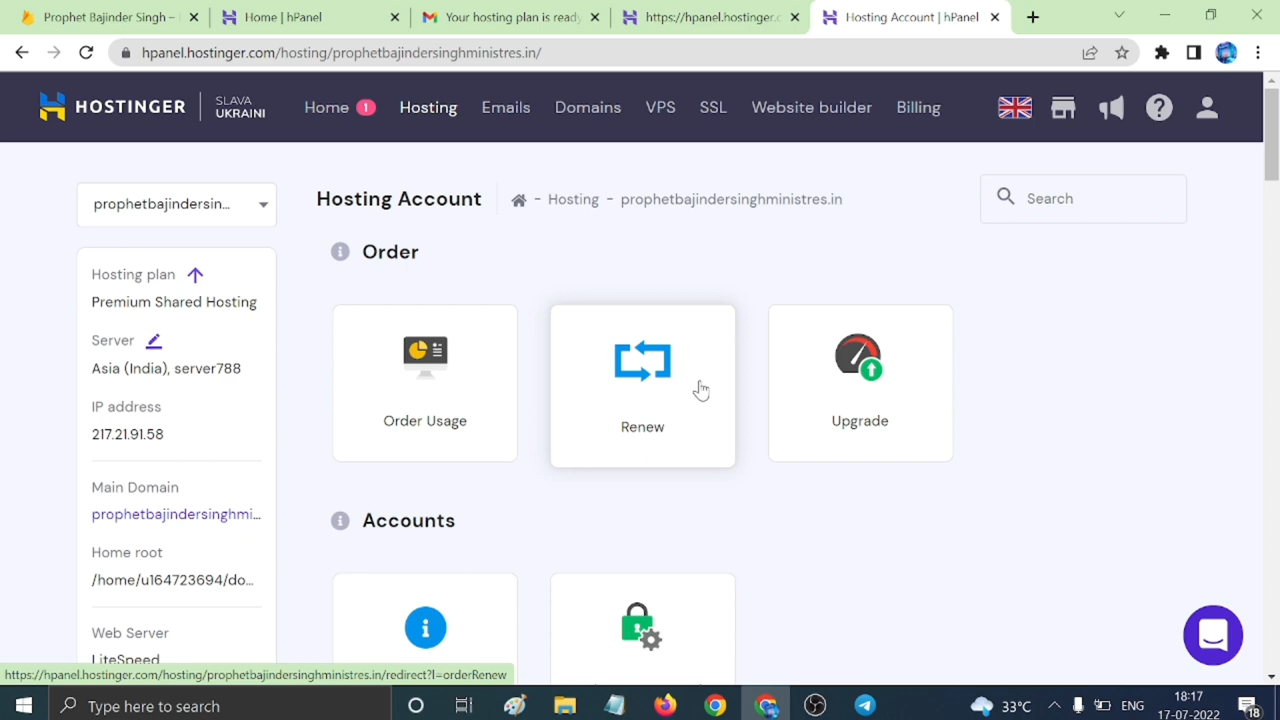 Prophet Bajinder Singh –
Home | hPanel
Your hosting plan is ready
https://hpanel.hostinger.c
Hosting Account | hPanel
hpanel.hostinger.com/hosting/prophetbajindersinghministres.in/
HOSTINGER
SLAVA
UKRAINI
Home 1
Hosting
Emails
Domains
VPS
SSL
Website builder
Billing
prophetbajindersin...
Hosting Account
- Hosting - prophetbajindersinghministres.in
Search
Order
Hosting plan
Premium Shared Hosting
Server
Asia (India), server788
IP address
217.21.91.58
Main Domain
prophetbajindersinghmi...
Home root
/home/u164723694/do...
Web Server
LiteSpeed
Order Usage
Renew
Upgrade
Accounts
https://hpanel.hostinger.com/hosting/prophetbajindersinghministres.in/redirect?l=orderRenew
Type here to search
33°C
ENG
18:17
17-07-2022
18